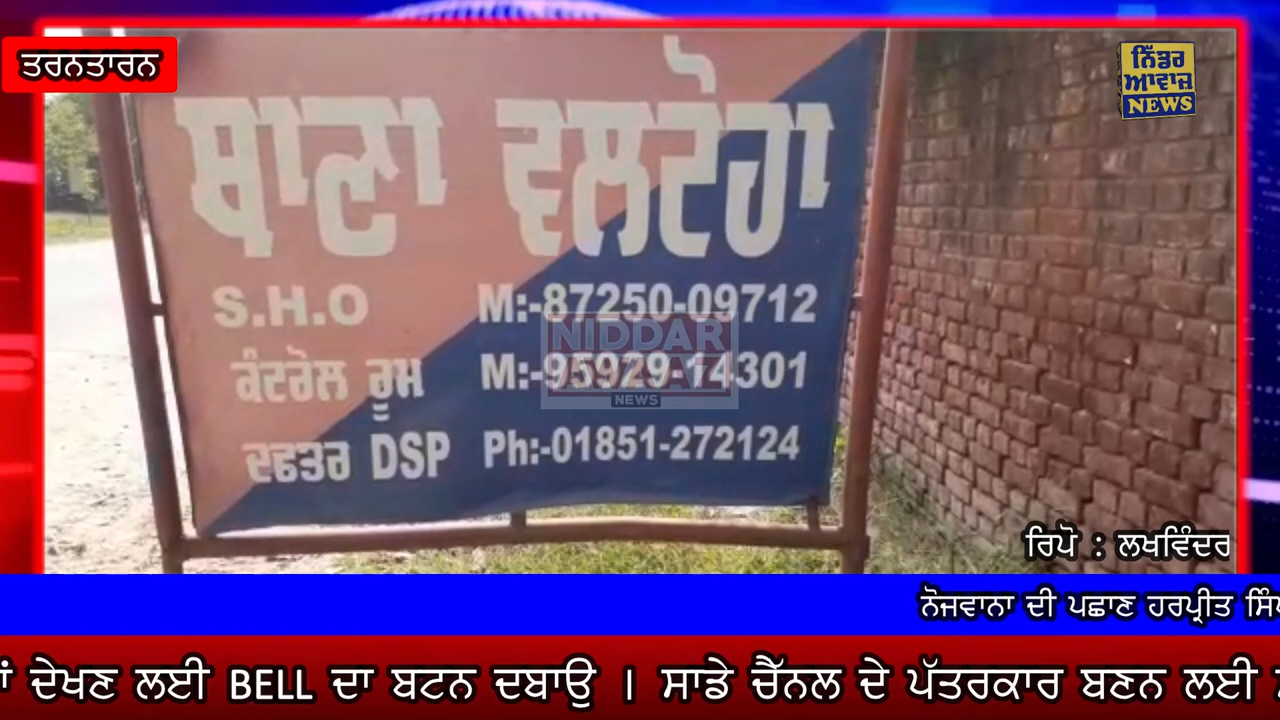 ਤਰਨਤਾਰਨ
ਨਿੱਡਰ
ਆਵਾਜ਼
NEWS
ਥਾਣਾ ਵਲਟੋਹਾ
S.H.O M:-87250-09712
ਕੰਟਰੋਲ ਰੂਮ M:-95929-14301
ਦਫਤਰ DSP Ph:-01851-272124
NIDDAR
NEWS
ਰਿਪੋ : ਲਖਵਿੰਦਰ
ਨੋਜਵਾਨਾ ਦੀ ਪਛਾਣ ਹਰਪ੍ਰੀਤ
ਦੇਖਣ ਲਈ BELL ਦਾ ਬਟਨ ਦਬਾਉ । ਸਾਡੇ ਚੈੱਨਲ ਦੇ ਪੱਤਰਕਾਰ ਬਣਨ ਲਈ